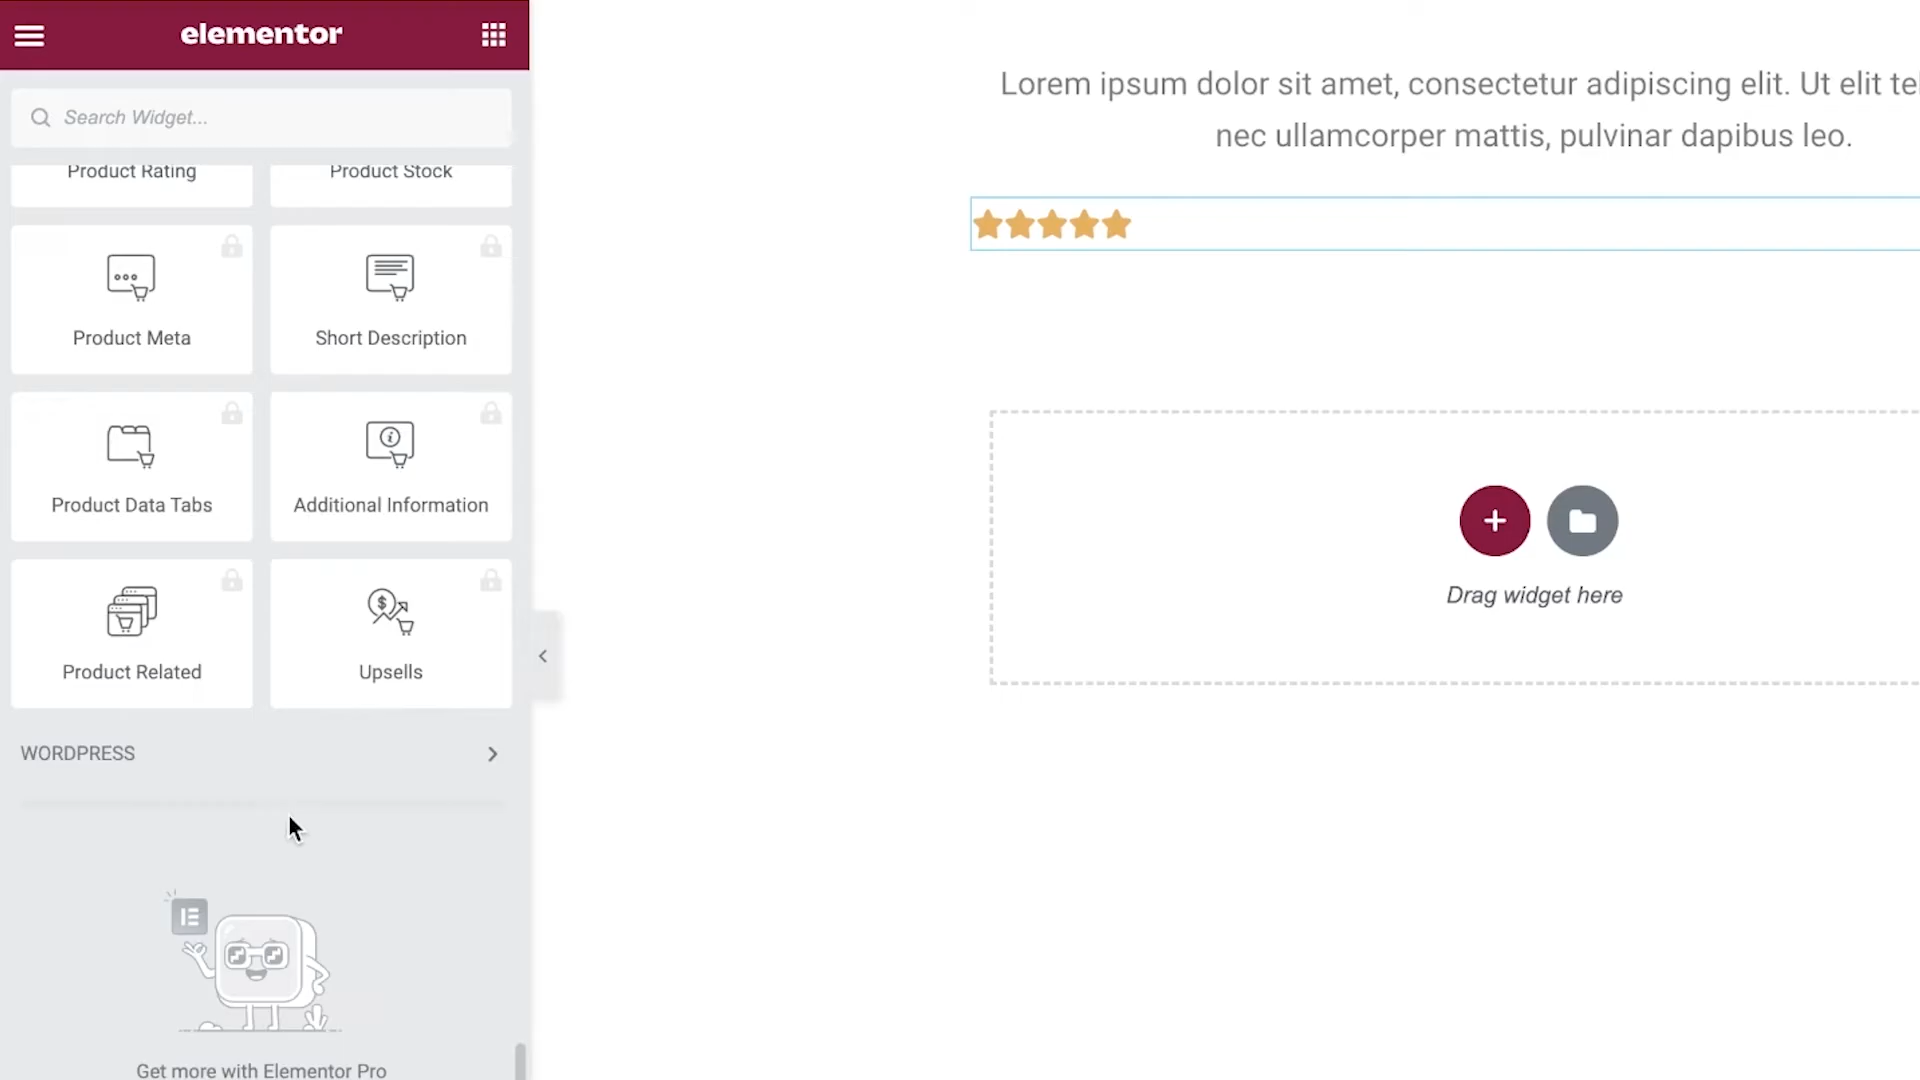 elementor
Search Widget...
Product Rating
Product Stock
Product Meta
Short Description
Product Data Tabs
Additional Information
Product Related
Upsells
WORDPRESS
Get more with Elementor Pro
Lorem ipsum dolor sit amet, consectetur adipiscing elit. Ut elit
nec ullamcorper mattis, pulvinar dapibus leo.
Drag widget here